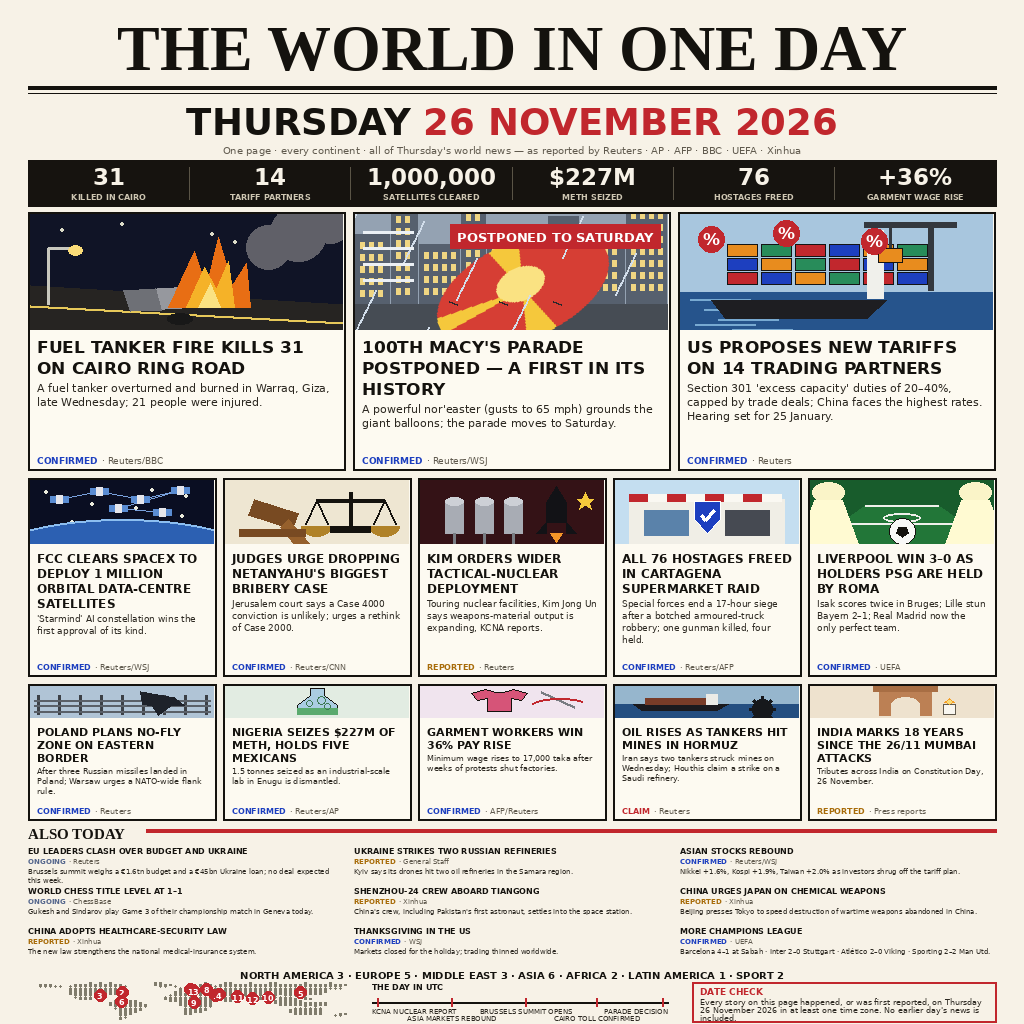 THE WORLD IN ONE DAY
THURSDAY 26 NOVEMBER 2026
One page · every continent · all of Thursday's world news — as reported by Reuters · AP · AFP · BBC · UEFA · Xinhua
31
KILLED IN CAIRO
14
TARIFF PARTNERS
1,000,000
SATELLITES CLEARED
$227M
METH SEIZED
76
HOSTAGES FREED
+36%
GARMENT WAGE RISE
FUEL TANKER FIRE KILLS 31
ON CAIRO RING ROAD
A fuel tanker overturned and burned in Warraq, Giza,
late Wednesday; 21 people were injured.
CONFIRMED · Reuters/BBC
POSTPONED TO SATURDAY
100TH MACY'S PARADE
POSTPONED — A FIRST IN ITS
HISTORY
A powerful nor'easter (gusts to 65 mph) grounds the
giant balloons; the parade moves to Saturday.
CONFIRMED · Reuters/WSJ
%
%
%
US PROPOSES NEW TARIFFS
ON 14 TRADING PARTNERS
Section 301 'excess capacity' duties of 20–40%,
capped by trade deals; China faces the highest rates.
Hearing set for 25 January.
CONFIRMED · Reuters
FCC CLEARS SPACEX TO
DEPLOY 1 MILLION
ORBITAL DATA-CENTRE
SATELLITES
'Starmind' AI constellation wins the
first approval of its kind.
CONFIRMED · Reuters/WSJ
JUDGES URGE DROPPING
NETANYAHU'S BIGGEST
BRIBERY CASE
Jerusalem court says a Case 4000
conviction is unlikely; urges a rethink
of Case 2000.
CONFIRMED · Reuters/CNN
KIM ORDERS WIDER
TACTICAL-NUCLEAR
DEPLOYMENT
Touring nuclear facilities, Kim Jong Un
says weapons-material output is
expanding, KCNA reports.
REPORTED · Reuters
ALL 76 HOSTAGES FREED
IN CARTAGENA
SUPERMARKET RAID
Special forces end a 17-hour siege
after a botched armoured-truck
robbery; one gunman killed, four
held.
CONFIRMED · Reuters/AFP
LIVERPOOL WIN 3–0 AS
HOLDERS PSG ARE HELD
BY ROMA
Isak scores twice in Bruges; Lille stun
Bayern 2–1; Real Madrid now the
only perfect team.
CONFIRMED · UEFA
POLAND PLANS NO-FLY
ZONE ON EASTERN
BORDER
After three Russian missiles landed in
Poland; Warsaw urges a NATO-wide flank
rule.
CONFIRMED · Reuters
NIGERIA SEIZES $227M OF
METH, HOLDS FIVE
MEXICANS
1.5 tonnes seized as an industrial-scale
lab in Enugu is dismantled.
CONFIRMED · Reuters/AP
GARMENT WORKERS WIN
36% PAY RISE
Minimum wage rises to 17,000 taka after
weeks of protests shut factories.
CONFIRMED · AFP/Reuters
OIL RISES AS TANKERS HIT
MINES IN HORMUZ
Iran says two tankers struck mines on
Wednesday; Houthis claim a strike on a
Saudi refinery.
CLAIM · Reuters
INDIA MARKS 18 YEARS
SINCE THE 26/11 MUMBAI
ATTACKS
Tributes across India on Constitution Day,
26 November.
REPORTED · Press reports
ALSO TODAY
EU LEADERS CLASH OVER BUDGET AND UKRAINE
ONGOING · Reuters
Brussels summit weighs a €1.6tn budget and a €45bn Ukraine loan; no deal expected
this week.
WORLD CHESS TITLE LEVEL AT 1–1
ONGOING · ChessBase
Gukesh and Sindarov play Game 3 of their championship match in Geneva today.
CHINA ADOPTS HEALTHCARE-SECURITY LAW
REPORTED · Xinhua
The new law strengthens the national medical-insurance system.
UKRAINE STRIKES TWO RUSSIAN REFINERIES
REPORTED · General Staff
Kyiv says its drones hit two oil refineries in the Samara region.
SHENZHOU-24 CREW ABOARD TIANGONG
REPORTED · Xinhua
China's crew, including Pakistan's first astronaut, settles into the space station.
THANKSGIVING IN THE US
CONFIRMED · WSJ
Markets closed for the holiday; trading thinned worldwide.
ASIAN STOCKS REBOUND
CONFIRMED · Reuters/WSJ
Nikkei +1.6%, Kospi +1.9%, Taiwan +2.0% as investors shrug off the tariff plan.
CHINA URGES JAPAN ON CHEMICAL WEAPONS
REPORTED · Xinhua
Beijing presses Tokyo to speed destruction of wartime weapons abandoned in China.
MORE CHAMPIONS LEAGUE
CONFIRMED · UEFA
Barcelona 4–1 at Sabah · Inter 2–0 Stuttgart · Atlético 2–0 Viking · Sporting 2–2 Man Utd.
NORTH AMERICA 3 · EUROPE 5 · MIDDLE EAST 3 · ASIA 6 · AFRICA 2 · LATIN AMERICA 1 · SPORT 2
3
2
6
13
8
9
4
11
12
10
5
THE DAY IN UTC
KCNA NUCLEAR REPORT
ASIA MARKETS REBOUND
BRUSSELS SUMMIT OPENS
CAIRO TOLL CONFIRMED
PARADE DECISION
DATE CHECK
Every story on this page happened, or was first reported, on Thursday
26 November 2026 in at least one time zone. No earlier day's news is
included.